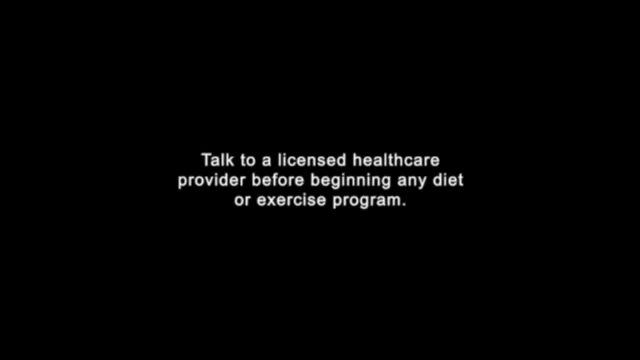 Talk to a licensed healthcare
provider before beginning any diet
or exercise program.